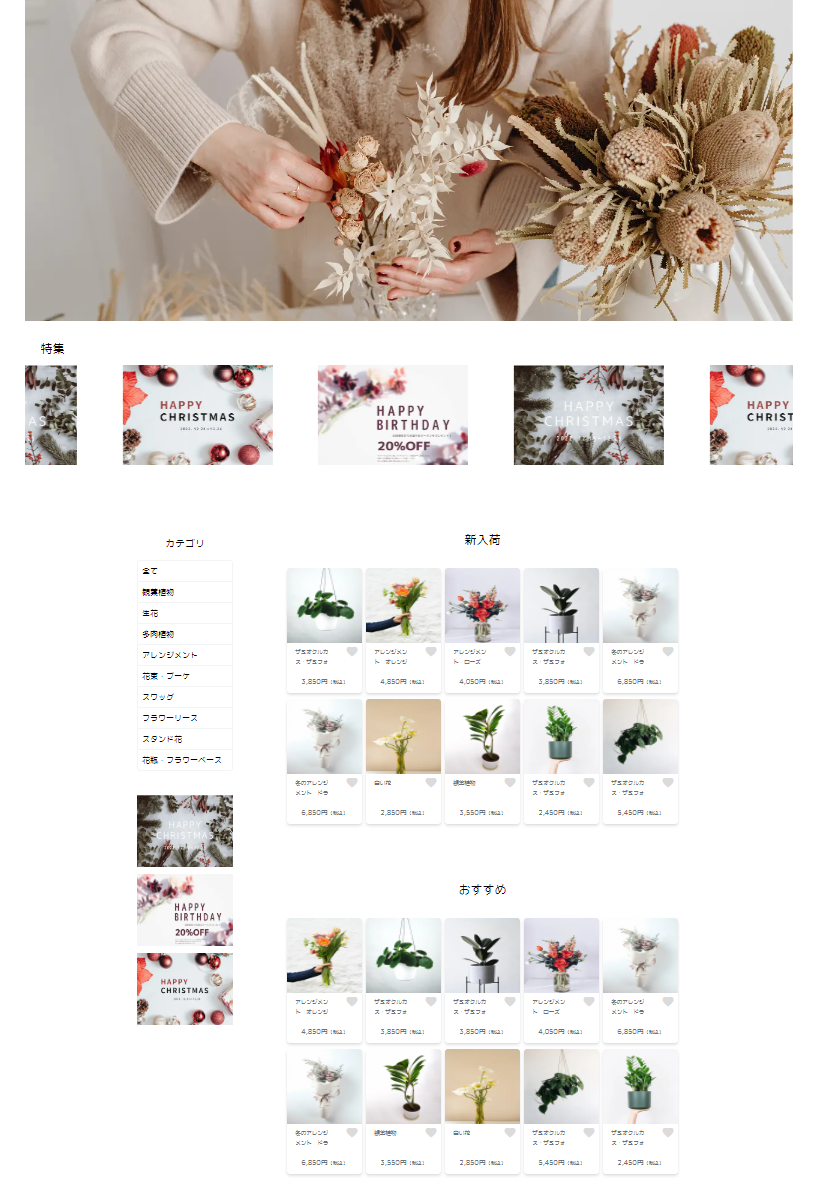 特集
HAPPY
CHRISTMAS
HAPPY
BIRTHDAY
20%OFF
HAPPY
CHRISTMAS
HAPPY
カテゴリ
全て
観葉植物
生花
多肉植物
アレンジメント
花束・ブーケ
スワッグ
フラワーリース
スタンド花
花瓶・フラワーベース
HAPPY
CHRISTMAS
HAPPY
BIRTHDAY
20%OFF
HAPPY
CHRISTMAS
新入荷
ザミオクルカ
ス・ザミフォ
3,850円 (税込)
アレンジメン
ト オレンジ
4,850円 (税込)
アレンジメン
ト ローズ
4,050円 (税込)
ザミオクルカ
ス・ザミフォ
3,850円 (税込)
冬のアレンジ
メント ドラ
6,850円 (税込)
冬のアレンジ
メント ドラ
6,850円 (税込)
白い花
2,850円 (税込)
観葉植物
3,550円 (税込)
ザミオクルカ
ス・ザミフォ
2,450円 (税込)
ザミオクルカ
ス・ザミフォ
5,450円 (税込)
おすすめ
アレンジメン
ト オレンジ
4,850円 (税込)
ザミオクルカ
ス・ザミフォ
3,850円 (税込)
ザミオクルカ
ス・ザミフォ
3,850円 (税込)
アレンジメン
ト ローズ
4,050円 (税込)
冬のアレンジ
メント ドラ
6,850円 (税込)
冬のアレンジ
メント ドラ
6,850円 (税込)
観葉植物
3,550円 (税込)
白い花
2,850円 (税込)
ザミオクルカ
ス・ザミフォ
5,450円 (税込)
ザミオクルカ
ス・ザミフォ
2,450円 (税込)